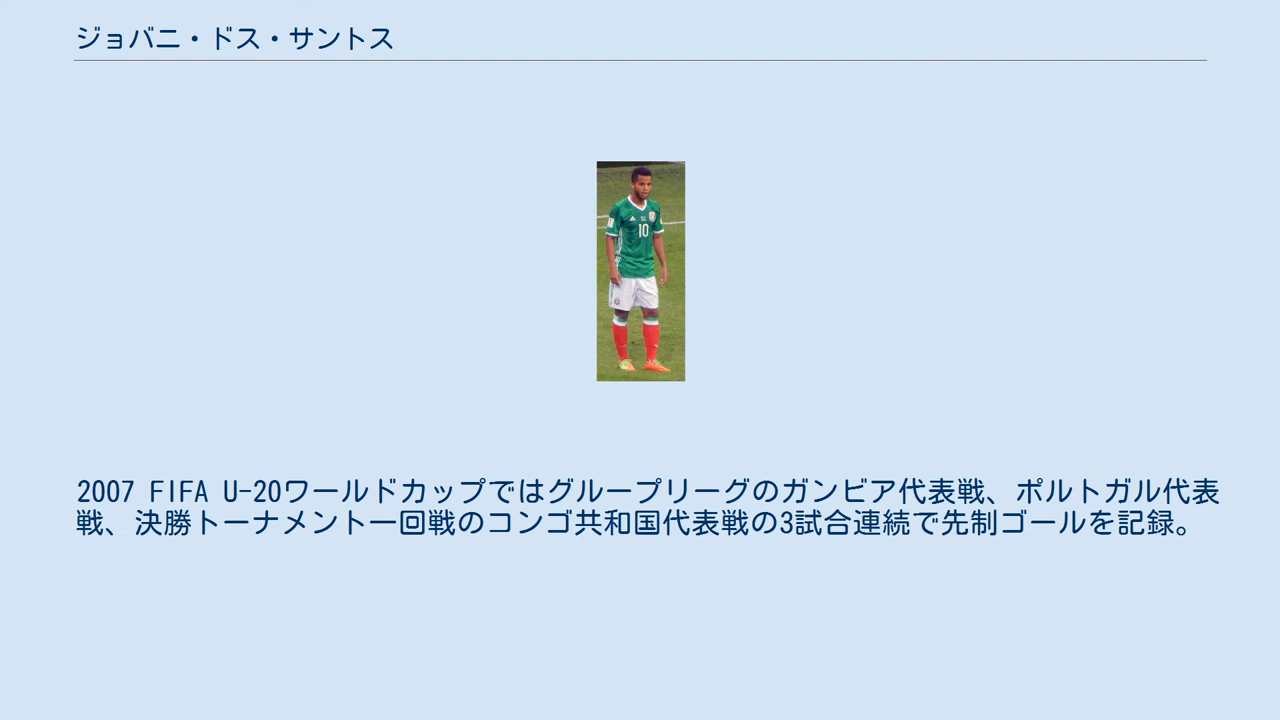 ジョバニ・ドス・サントス
10
2007 FIFA U-20ワールドカップではグループリーグのガンビア代表戦、ポルトガル代表
戦、決勝トーナメント一回戦のコンゴ共和国代表戦の3試合連続で先制ゴールを記録。